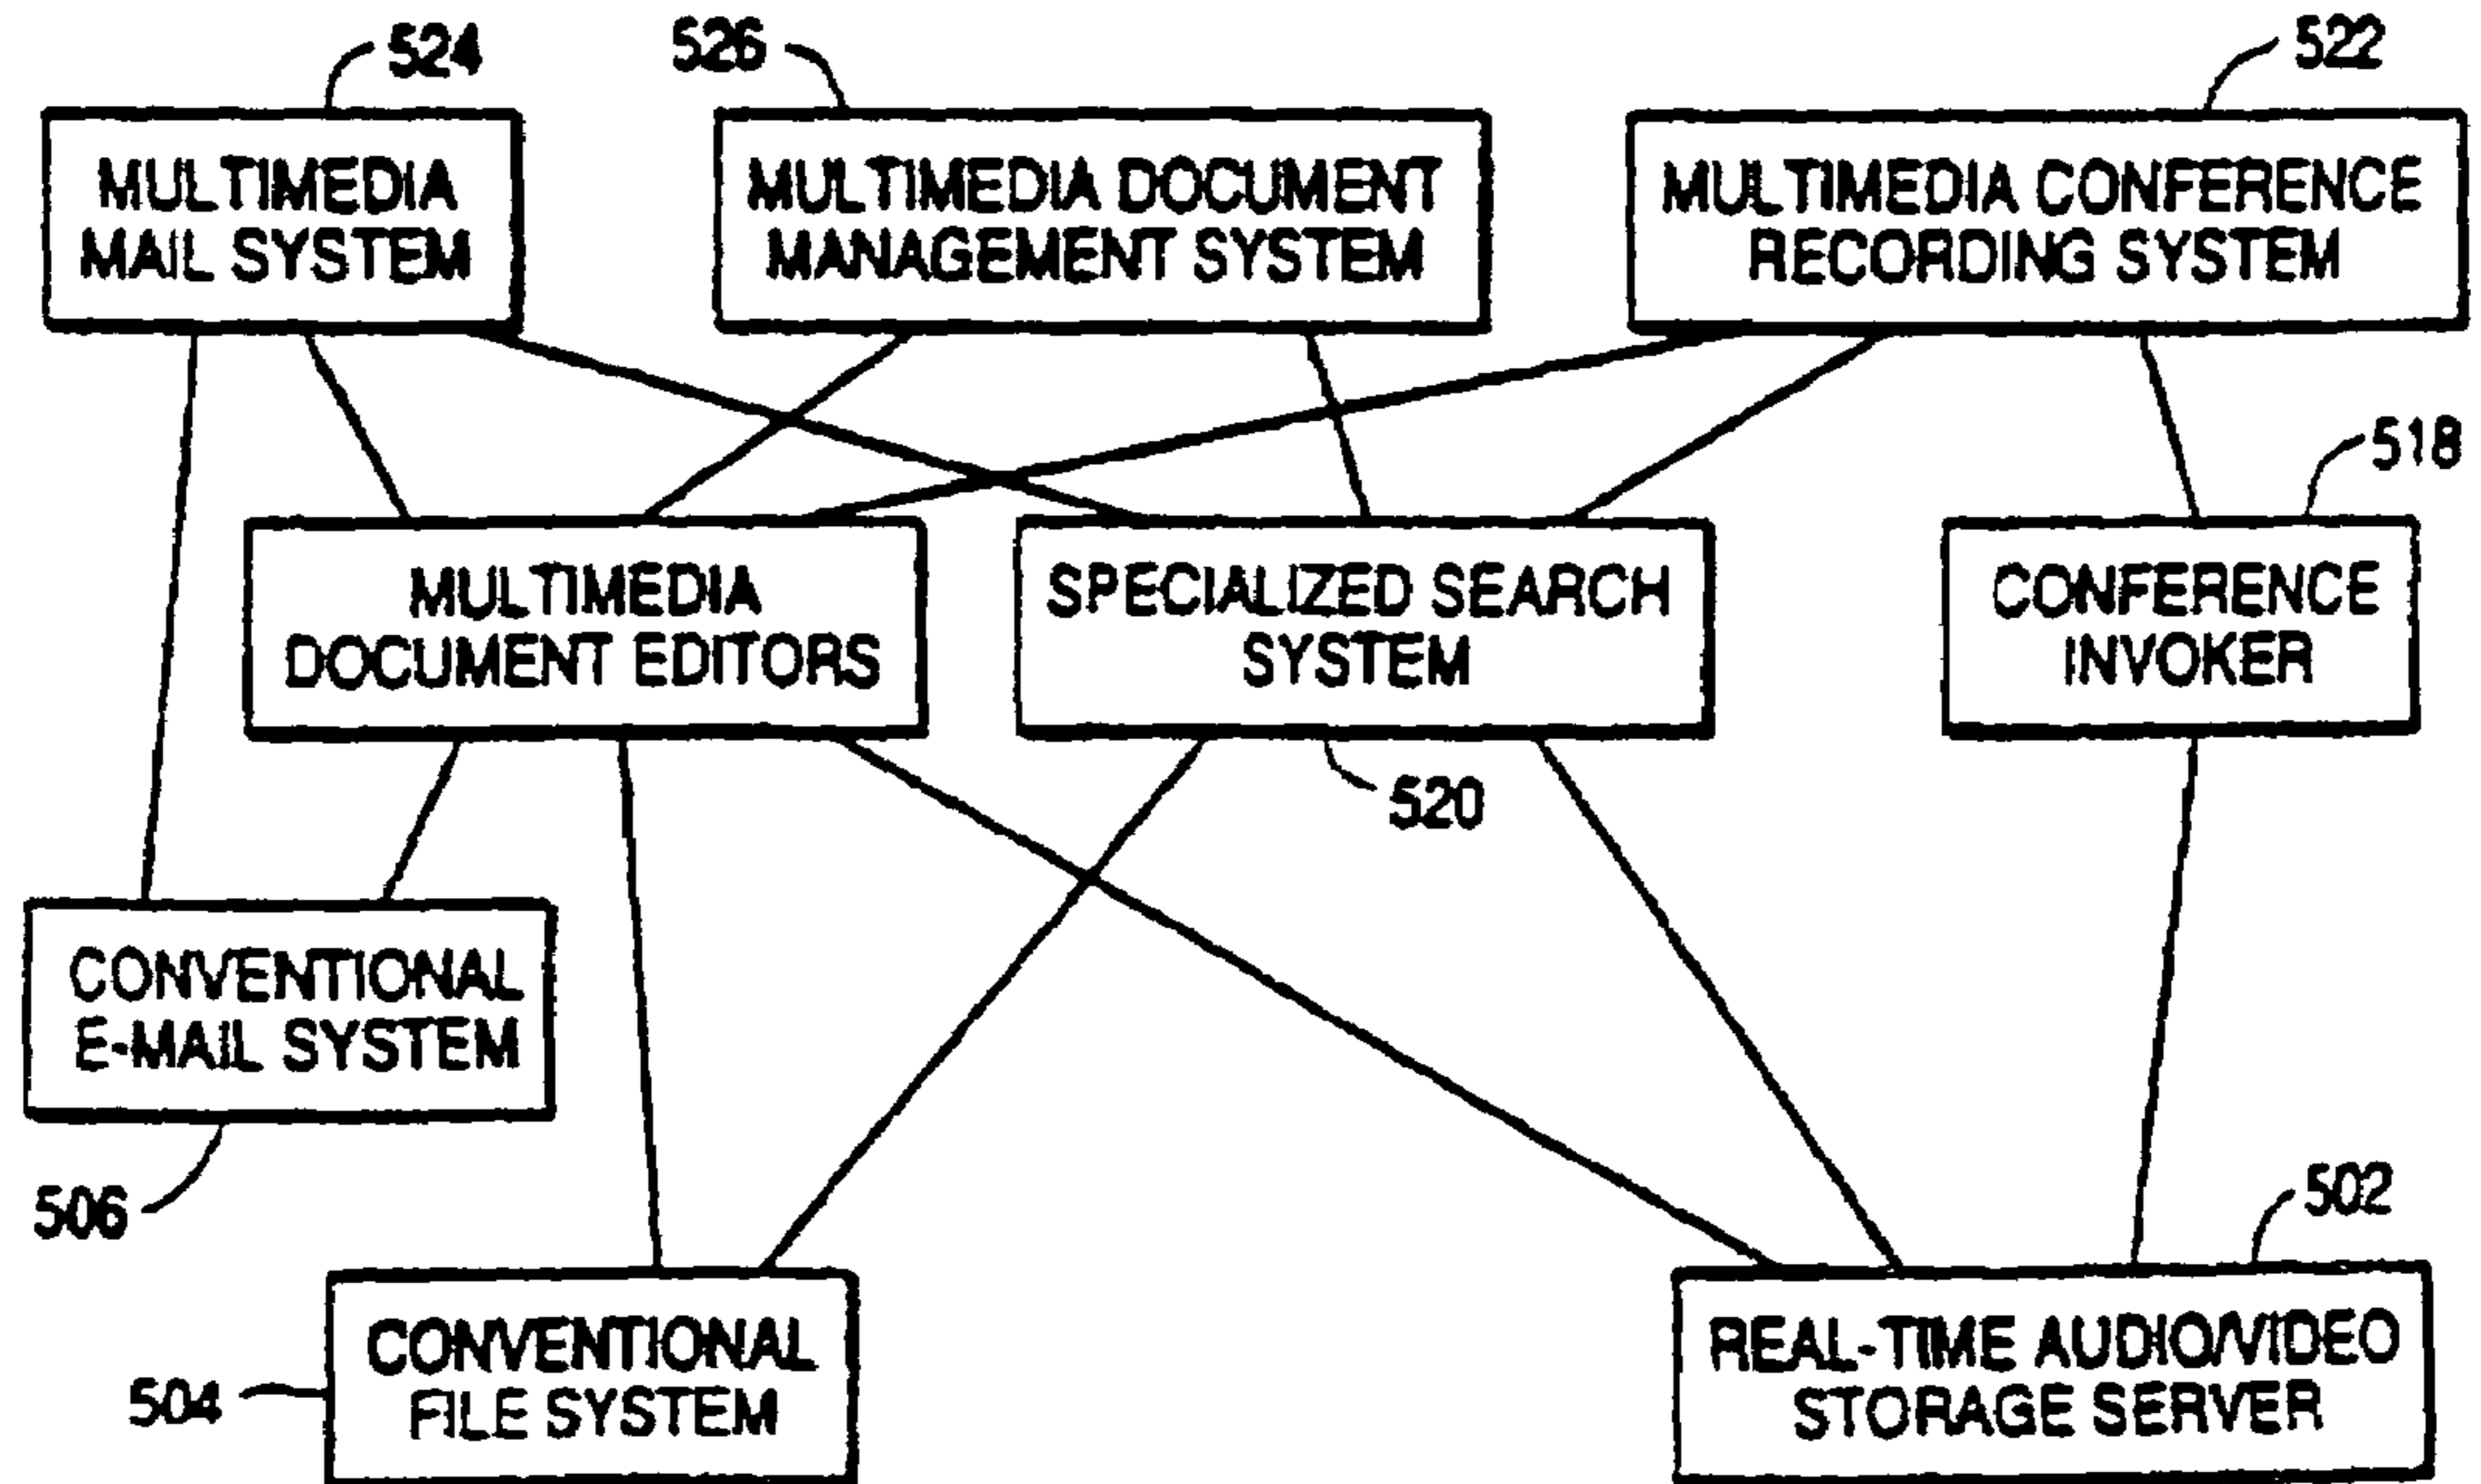 524
526
522
MULTIMEDIA
MAIL SYSTEM
MULTIMEDIA DOCUMENT
MANAGEMENT SYSTEM
MULTIMEDIA CONFERENCE
RECORDING SYSTEM
518
MULTIMEDIA
DOCUMENT EDITORS
SPECIALIZED SEARCH
SYSTEM
CONFERENCE
INVOKER
520
CONVENTIONAL
E-MAIL SYSTEM
506
502
504
CONVENTIONAL
FILE SYSTEM
REAL-TIME AUDIO/VIDEO
STORAGE SERVER